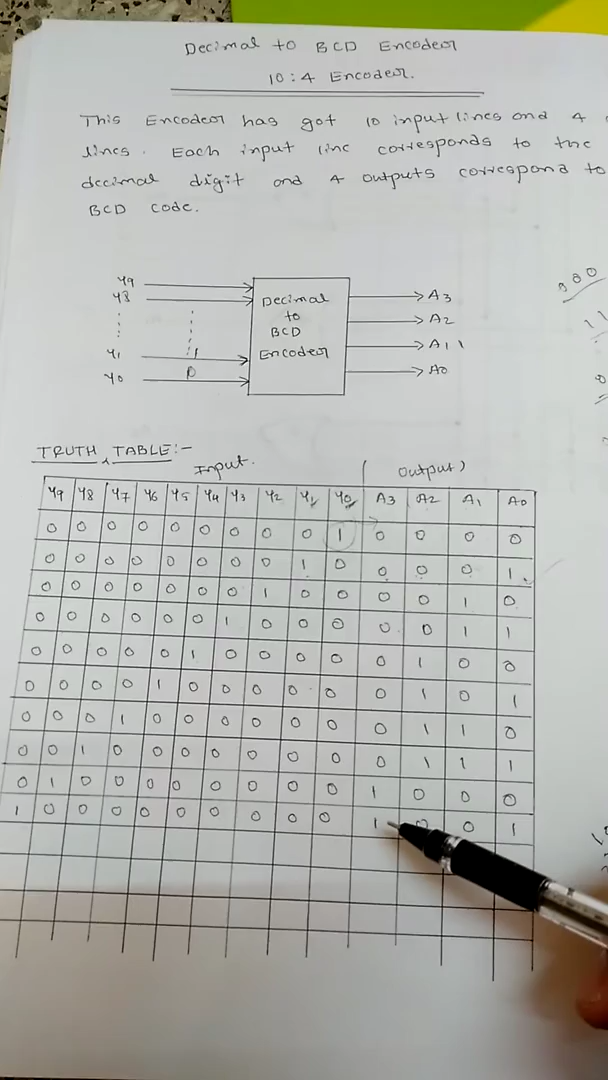 Decimal to BCD Encoder
10:4 Encoder.
This Encoder has got 10 input lines and 4
lines. Each input line corresponds to the
decimal digit and 4 outputs correspond to
BCD code.
Y9
Y8
Y1
Y0
Decimal
to
BCD
Encoder
A3
A2
A1
A0
TRUTH TABLE:-
Input. (Output)
Y9 Y8 Y7 Y6 Y5 Y4 Y3 Y2 Y1 Y0 A3 A2 A1 A0
0 0 0 0 0 0 0 0 0 1 0 0 0 0
0 0 0 0 0 0 0 0 1 0 0 0 0 1
0 0 0 0 0 0 0 1 0 0 0 0 1 0
0 0 0 0 0 0 1 0 0 0 0 0 1 1
0 0 0 0 0 1 0 0 0 0 0 1 0 0
0 0 0 0 1 0 0 0 0 0 0 1 0 1
0 0 0 1 0 0 0 0 0 0 0 1 1 0
0 0 1 0 0 0 0 0 0 0 0 1 1 1
0 1 0 0 0 0 0 0 0 0 1 0 0 0
1 0 0 0 0 0 0 0 0 0 1 0 0 1